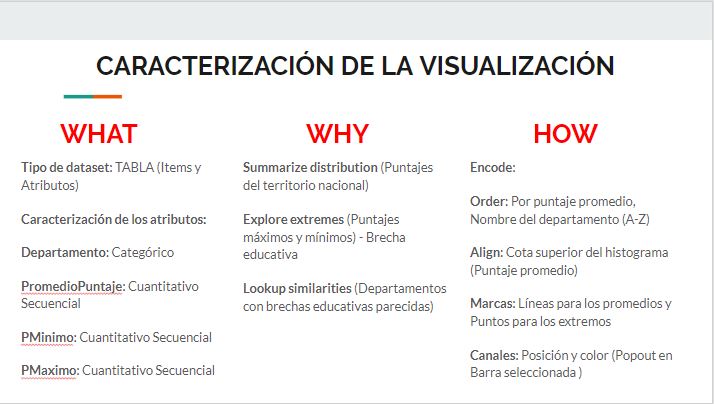 CARACTERIZACIÓN DE LA VISUALIZACIÓN
WHAT
Tipo de dataset: TABLA (Items y
Atributos)
Caracterización de los atributos:
Departamento: Categórico
PromedioPuntaje: Cuantitativo
Secuencial
PMinimo: Cuantitativo Secuencial
PMaximo: Cuantitativo Secuencial
WHY
Summarize distribution (Puntajes
del territorio nacional)
Explore extremes (Puntajes
máximos y mínimos) - Brecha
educativa
Lookup similarities (Departamentos
con brechas educativas parecidas)
HOW
Encode:
Order: Por puntaje promedio,
Nombre del departamento (A-Z)
Align: Cota superior del histograma
(Puntaje promedio)
Marcas: Líneas para los promedios y
Puntos para los extremos
Canales: Posición y color (Popout en
Barra seleccionada )